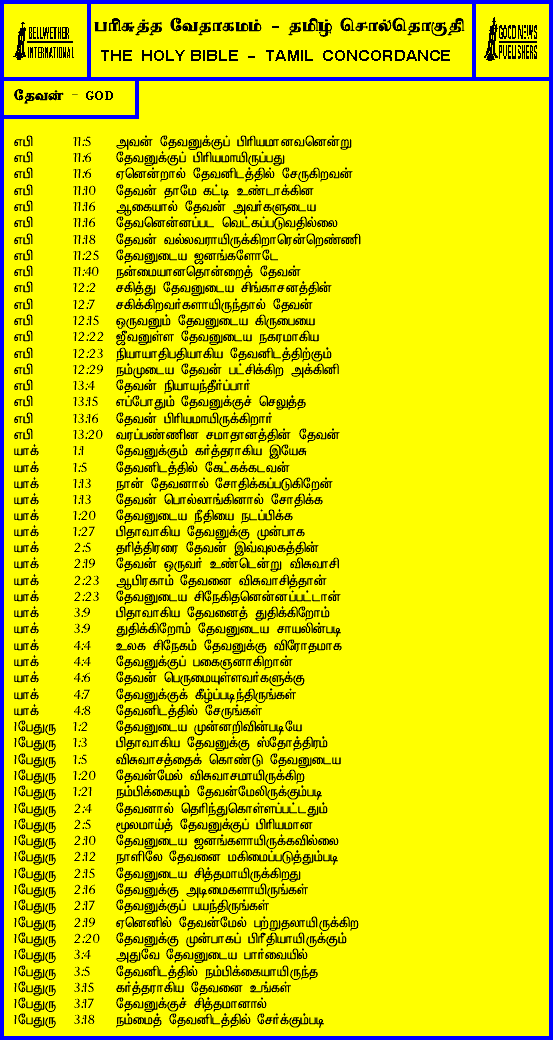 BELLWETHER
INTERNATIONAL
பரிசுத்த வேதாகமம் - தமிழ் சொல்தொகுதி
THE HOLY BIBLE - TAMIL CONCORDANCE
GOOD NEWS
PUBLISHERS
தேவன் - GOD
எபி 11:5 அவன் தேவனுக்குப் பிரியமானவனென்று
எபி 11:6 தேவனுக்குப் பிரியமாயிருப்பது
எபி 11:6 ஏனென்றால் தேவனிடத்தில் சேருகிறவன்
எபி 11:10 தேவன் தாமே கட்டி உண்டாக்கின
எபி 11:16 ஆகையால் தேவன் அவர்களுடைய
எபி 11:16 தேவனென்னப்பட வெட்கப்படுவதில்லை
எபி 11:18 தேவன் வல்லவராயிருக்கிறாரென்றெண்ணி
எபி 11:25 தேவனுடைய ஜனங்களோடே
எபி 11:40 நன்மையானதொன்றைத் தேவன்
எபி 12:2 சகித்து தேவனுடைய சிங்காசனத்தின்
எபி 12:7 சகிக்கிறவர்களாயிருந்தால் தேவன்
எபி 12:15 ஒருவனும் தேவனுடைய கிருபையை
எபி 12:22 ஜீவனுள்ள தேவனுடைய நகரமாகிய
எபி 12:23 நியாயாதிபதியாகிய தேவனிடத்திற்கும்
எபி 12:29 நம்முடைய தேவன் பட்சிக்கிற அக்கினி
எபி 13:4 தேவன் நியாயந்தீர்ப்பார்
எபி 13:15 எப்போதும் தேவனுக்குச் செலுத்த
எபி 13:16 தேவன் பிரியமாயிருக்கிறார்
எபி 13:20 வரப்பண்ணின சமாதானத்தின் தேவன்
யாக் 1:1 தேவனுக்கும் கர்த்தராகிய இயேசு
யாக் 1:5 தேவனிடத்தில் கேட்கக்கடவன்
யாக் 1:13 நான் தேவனால் சோதிக்கப்படுகிறேன்
யாக் 1:13 தேவன் பொல்லாங்கினால் சோதிக்க
யாக் 1:20 தேவனுடைய நீதியை நடப்பிக்க
யாக் 1:27 பிதாவாகிய தேவனுக்கு முன்பாக
யாக் 2:5 தரித்திரரை தேவன் இவ்வுலகத்தின்
யாக் 2:19 தேவன் ஒருவர் உண்டென்று விசுவாசி
யாக் 2:23 ஆபிரகாம் தேவனை விசுவாசித்தான்
யாக் 2:23 தேவனுடைய சிநேகிதனென்னப்பட்டான்
யாக் 3:9 பிதாவாகிய தேவனைத் துதிக்கிறோம்
யாக் 3:9 துதிக்கிறோம் தேவனுடைய சாயலின்படி
யாக் 4:4 உலக சிநேகம் தேவனுக்கு விரோதமாக
யாக் 4:4 தேவனுக்குப் பகைஞனாகிறான்
யாக் 4:6 தேவன் பெருமையுள்ளவர்களுக்கு
யாக் 4:7 தேவனுக்குக் கீழ்ப்படிந்திருங்கள்
யாக் 4:8 தேவனிடத்தில் சேருங்கள்
1பேதுரு 1:2 தேவனுடைய முன்னறிவின்படியே
1பேதுரு 1:3 பிதாவாகிய தேவனுக்கு ஸ்தோத்திரம்
1பேதுரு 1:5 விசுவாசத்தைக் கொண்டு தேவனுடைய
1பேதுரு 1:20 தேவன்மேல் விசுவாசமாயிருக்கிற
1பேதுரு 1:21 நம்பிக்கையும் தேவன்மேலிருக்கும்படி
1பேதுரு 2:4 தேவனால் தெரிந்துகொள்ளப்பட்டதும்
1பேதுரு 2:5 மூலமாய்த் தேவனுக்குப் பிரியமான
1பேதுரு 2:10 தேவனுடைய ஜனங்களாயிருக்கவில்லை
1பேதுரு 2:12 நாளிலே தேவனை மகிமைப்படுத்தும்படி
1பேதுரு 2:15 தேவனுடைய சித்தமாயிருக்கிறது
1பேதுரு 2:16 தேவனுக்கு அடிமைகளாயிருங்கள்
1பேதுரு 2:17 தேவனுக்குப் பயந்திருங்கள்
1பேதுரு 2:19 ஏனெனில் தேவன்மேல் பற்றுதலாயிருக்கிற
1பேதுரு 2:20 தேவனுக்கு முன்பாகப் பிரீதியாயிருக்கும்
1பேதுரு 3:4 அதுவே தேவனுடைய பார்வையில்
1பேதுரு 3:5 தேவனிடத்தில் நம்பிக்கையாயிருந்த
1பேதுரு 3:15 கர்த்தராகிய தேவனை உங்கள்
1பேதுரு 3:17 தேவனுக்குச் சித்தமானால்
1பேதுரு 3:18 நம்மைத் தேவனிடத்தில் சேர்க்கும்படி